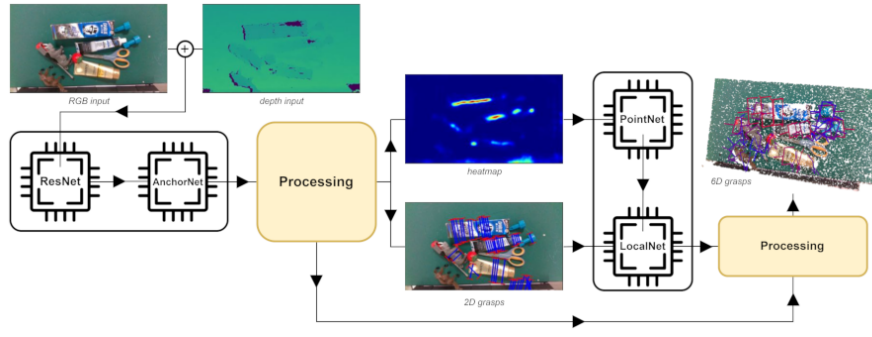 RGB input
depth input
ResNet
AnchorNet
Processing
heatmap
2D grasps
PointNet
LocalNet
6D grasps
Processing